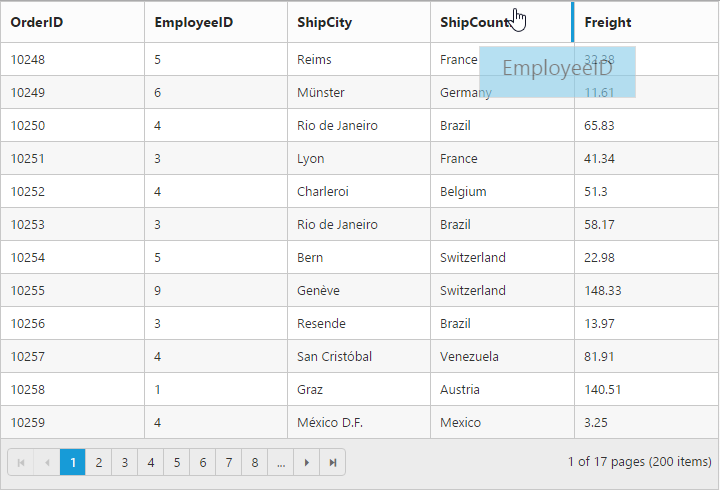 OrderID EmployeeID ShipCity ShipCount Freight
EmployeeID
10248 5 Reims France 32.38
10249 6 Münster Germany 11.61
10250 4 Rio de Janeiro Brazil 65.83
10251 3 Lyon France 41.34
10252 4 Charleroi Belgium 51.3
10253 3 Rio de Janeiro Brazil 58.17
10254 5 Bern Switzerland 22.98
10255 9 Genève Switzerland 148.33
10256 3 Resende Brazil 13.97
10257 4 San Cristóbal Venezuela 81.91
10258 1 Graz Austria 140.51
10259 4 México D.F. Mexico 3.25
1 2 3 4 5 6 7 8 ... 1 of 17 pages (200 items)